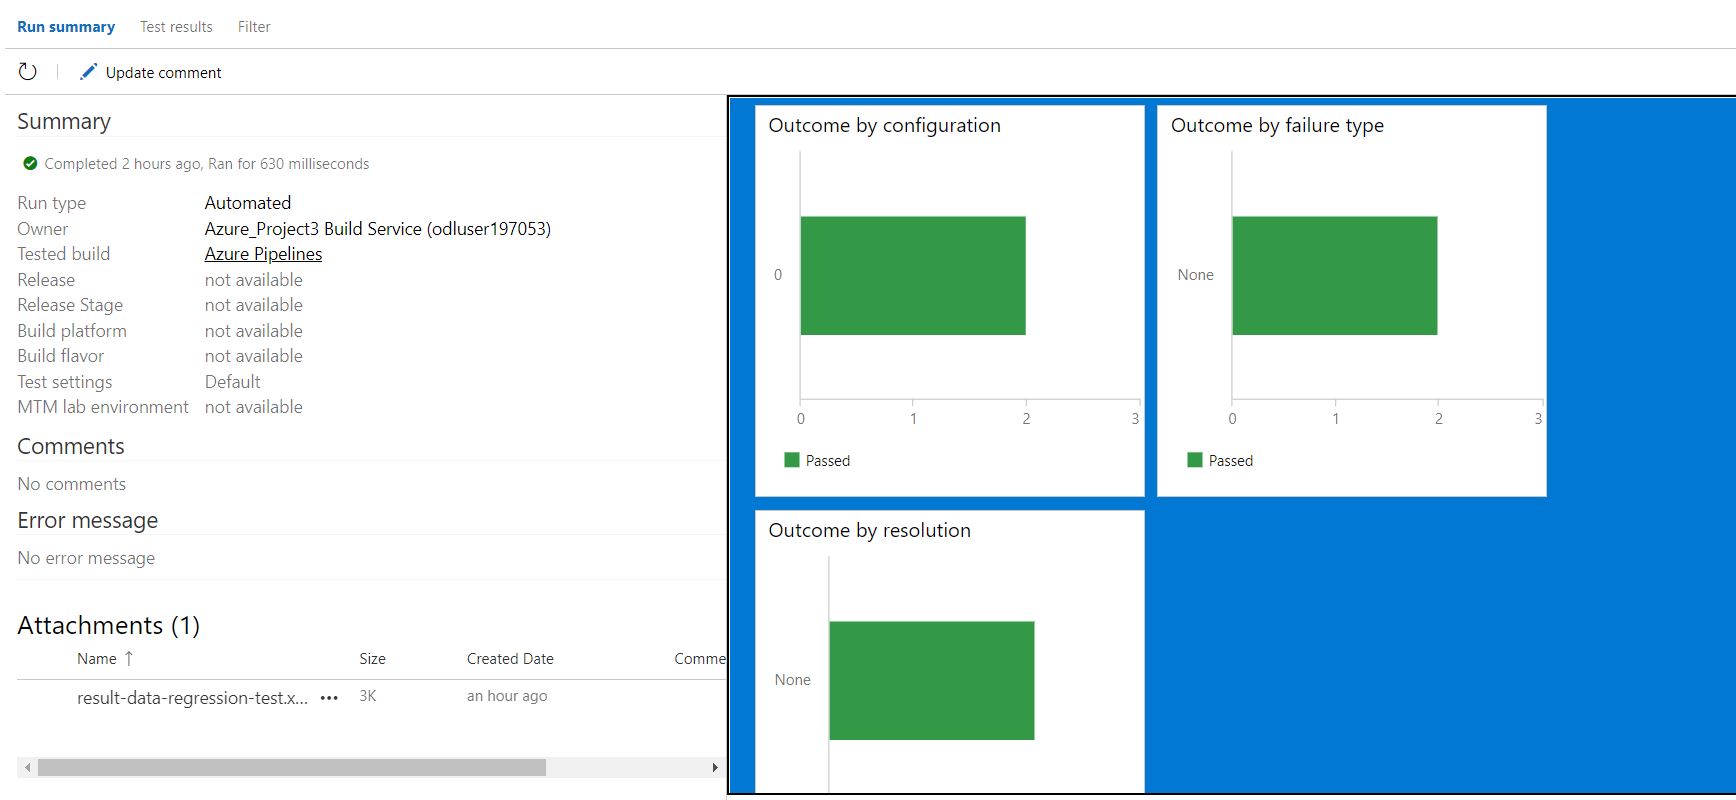 Run summary Test results Filter
Update comment
Summary
Completed 2 hours ago, Ran for 630 milliseconds
Run type Automated
Owner Azure_Project3 Build Service (odluser197053)
Tested build Azure Pipelines
Release not available
Release Stage not available
Build platform not available
Build flavor not available
Test settings Default
MTM lab environment not available
Comments
No comments
Error message
No error message
Attachments (1)
Name ↑ Size Created Date Comme
result-data-regression-test.x... ••• 3K an hour ago
Outcome by configuration
0
0 1 2 3
Passed
Outcome by failure type
None
0 1 2 3
Passed
Outcome by resolution
None